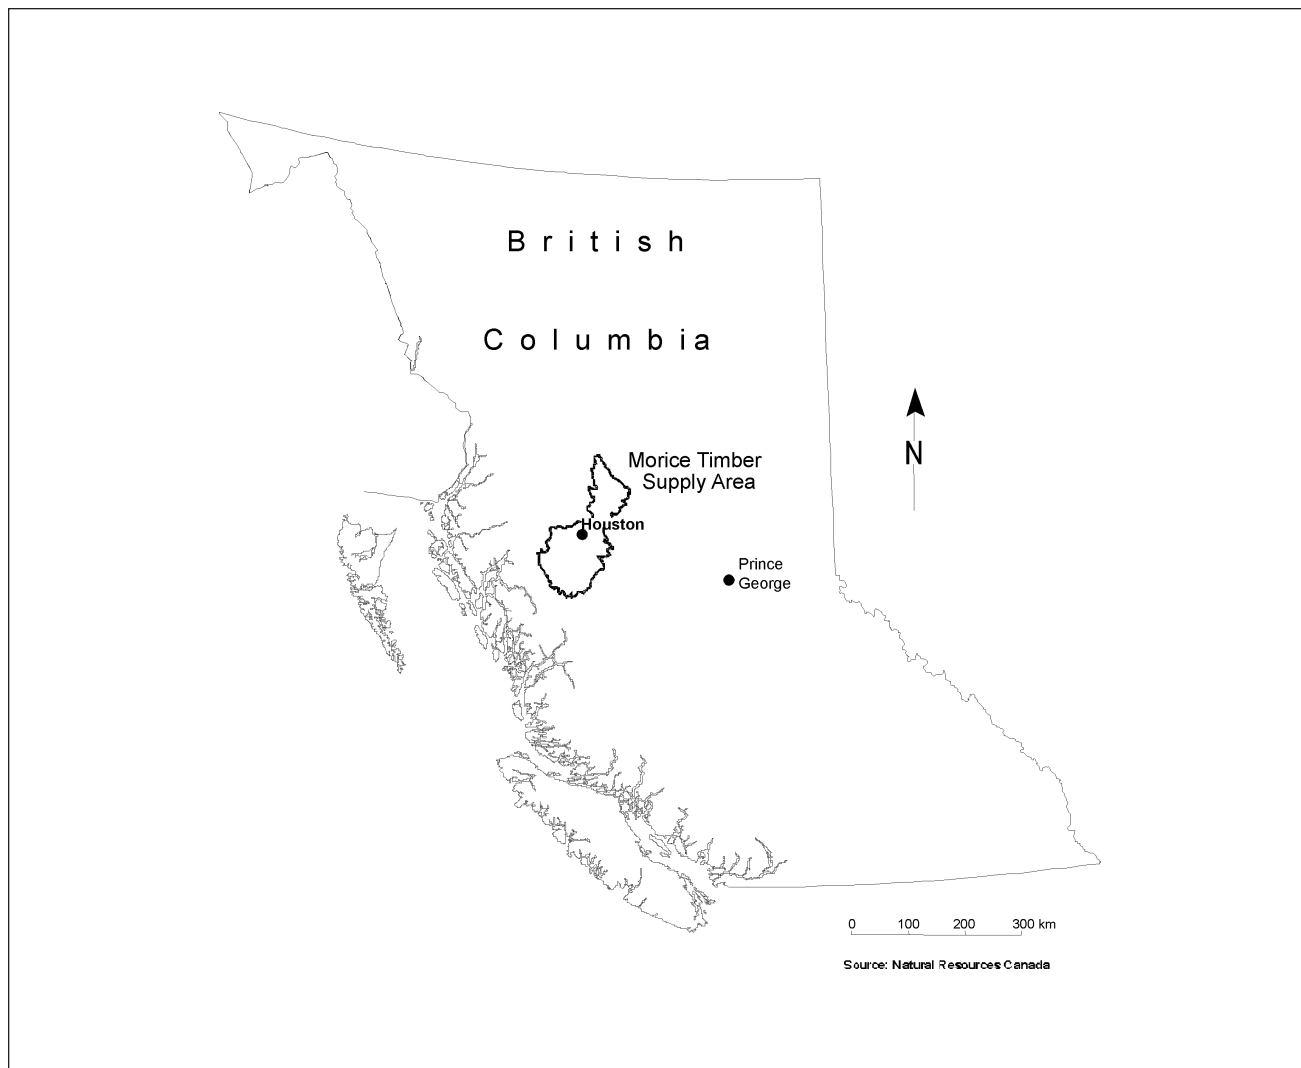 British
Columbia
Morice Timber
Supply Area
Houston
Prince
George
N
0 100 200 300 km
Source: Natural Resources Canada